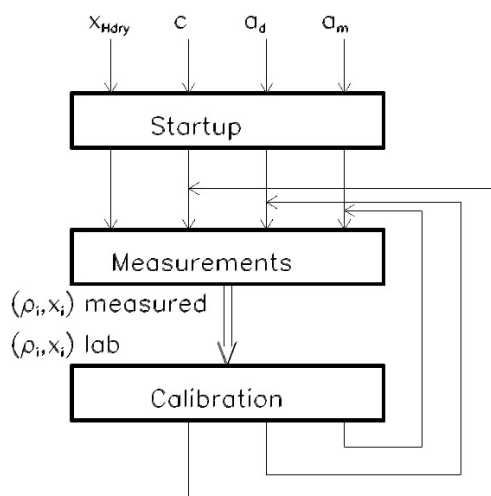 x_Hdry c a_d a_m
Startup
Measurements
(ρ_i,x_i) measured
(ρ_i,x_i) lab
Calibration